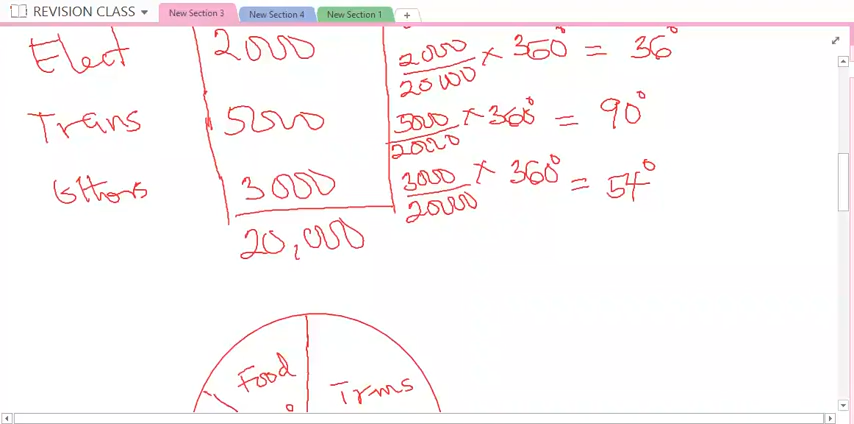 REVISION CLASS New Section 3 New Section 4 New Section 1
Elect 2000 2000/20000 × 360° = 36°
Trans 5000 5000/20000 × 360° = 90°
Others 3000 3000/20000 × 360° = 54°
20,000
Food
Trans